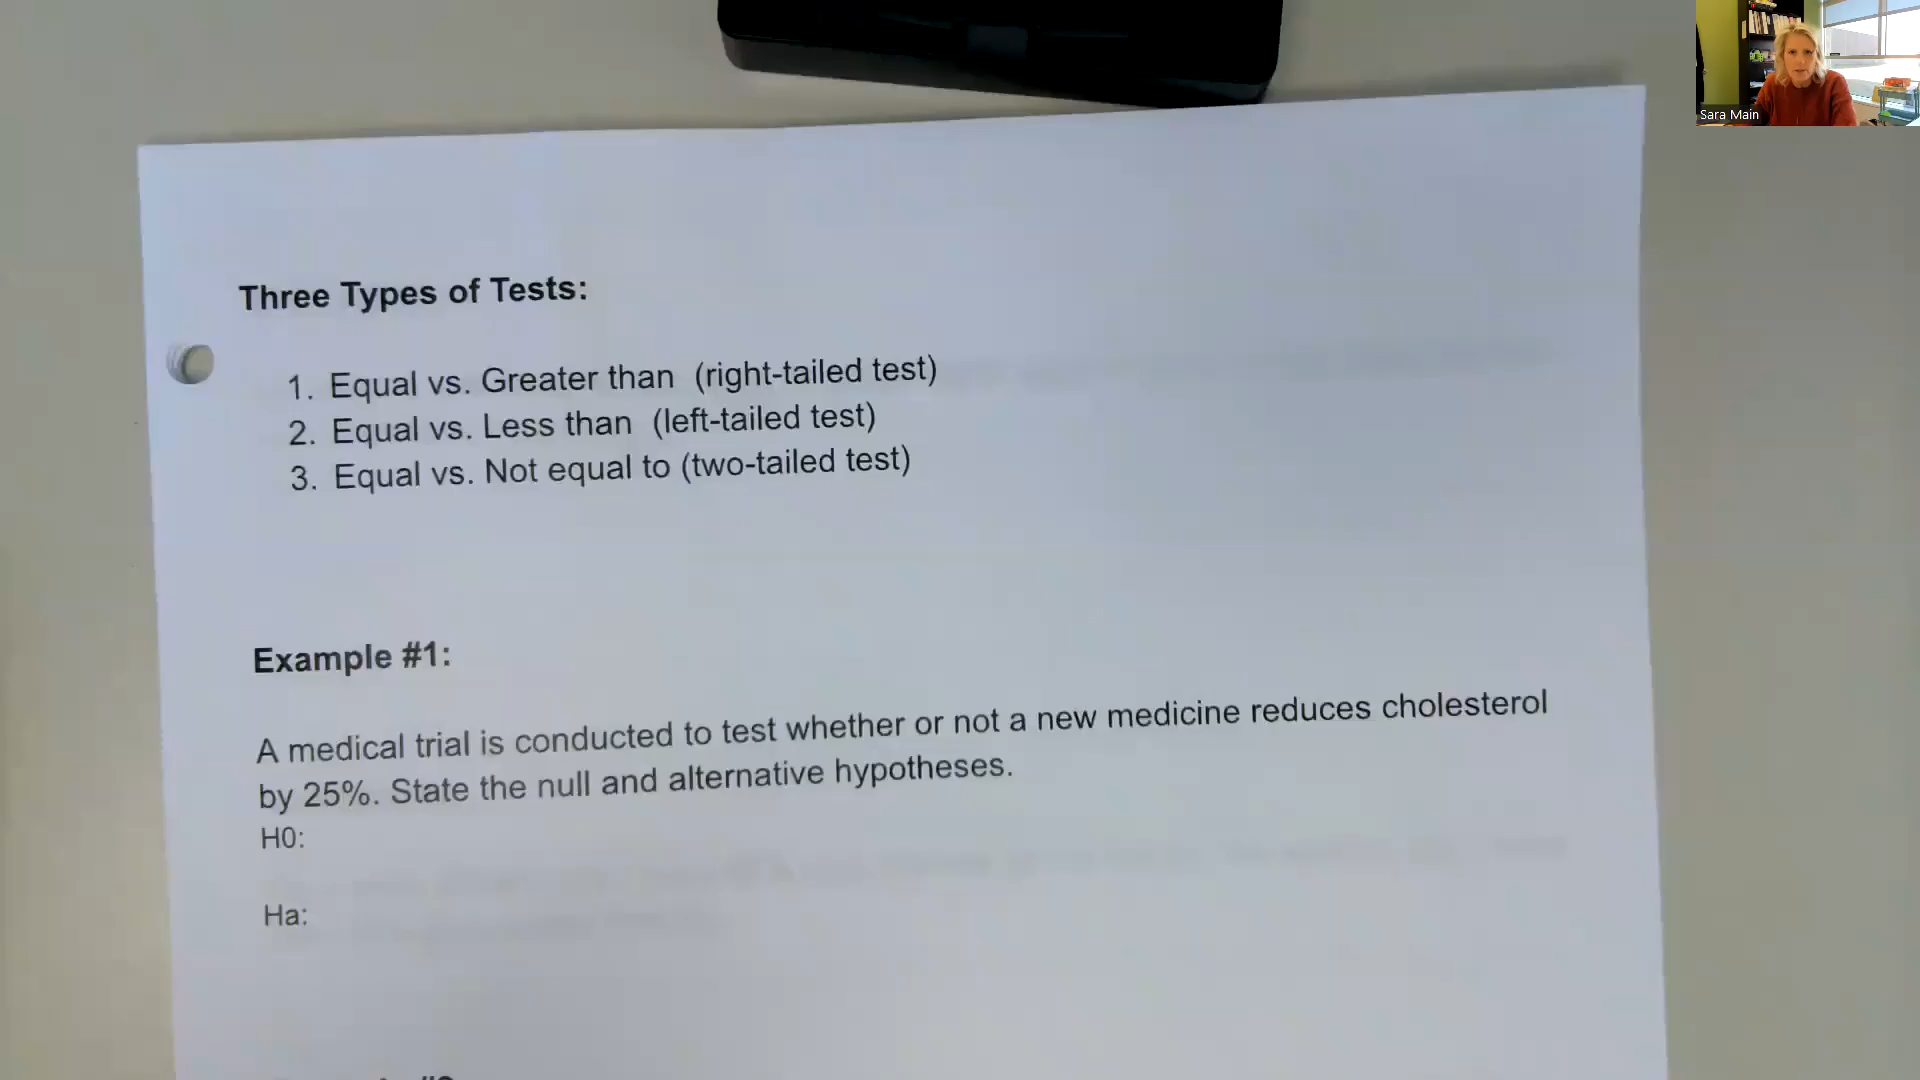 Sara Main
Three Types of Tests:
1. Equal vs. Greater than (right-tailed test)
2. Equal vs. Less than (left-tailed test)
3. Equal vs. Not equal to (two-tailed test)
Example #1:
A medical trial is conducted to test whether or not a new medicine reduces cholesterol
by 25%. State the null and alternative hypotheses.
H0:
Ha: